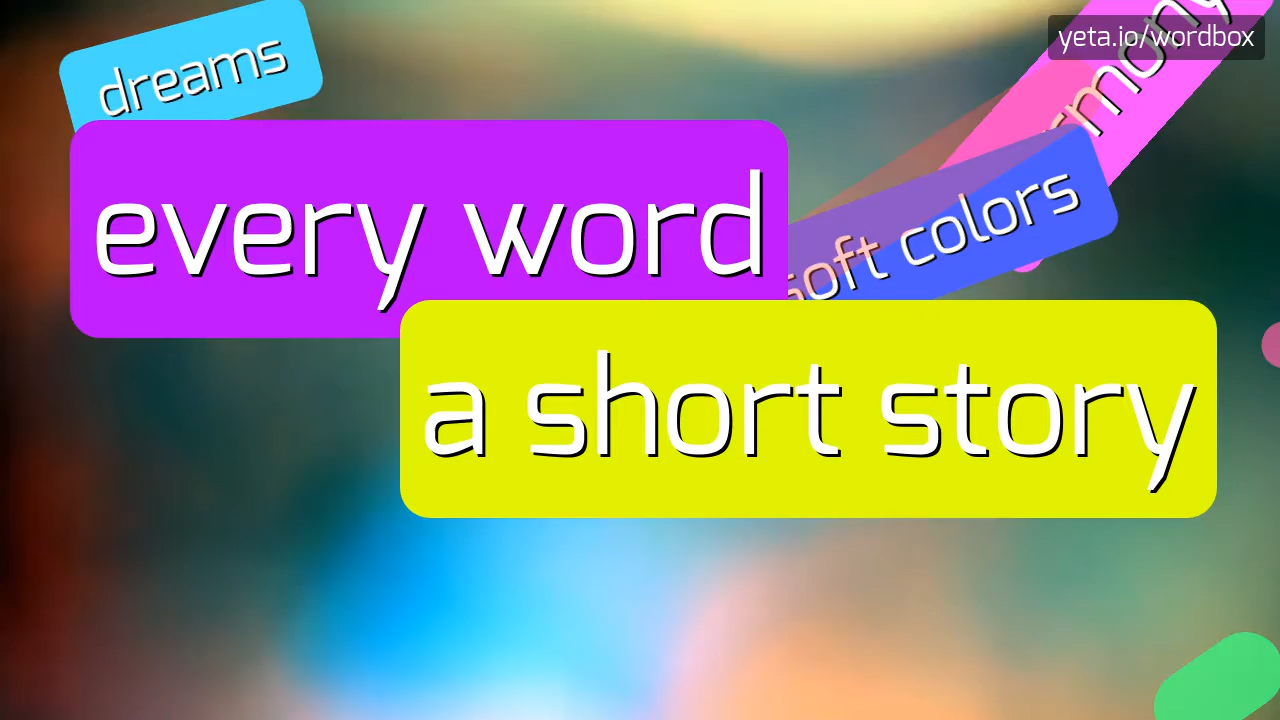 dreams
yeta.io/wordbox
every word
soft colors
a short story